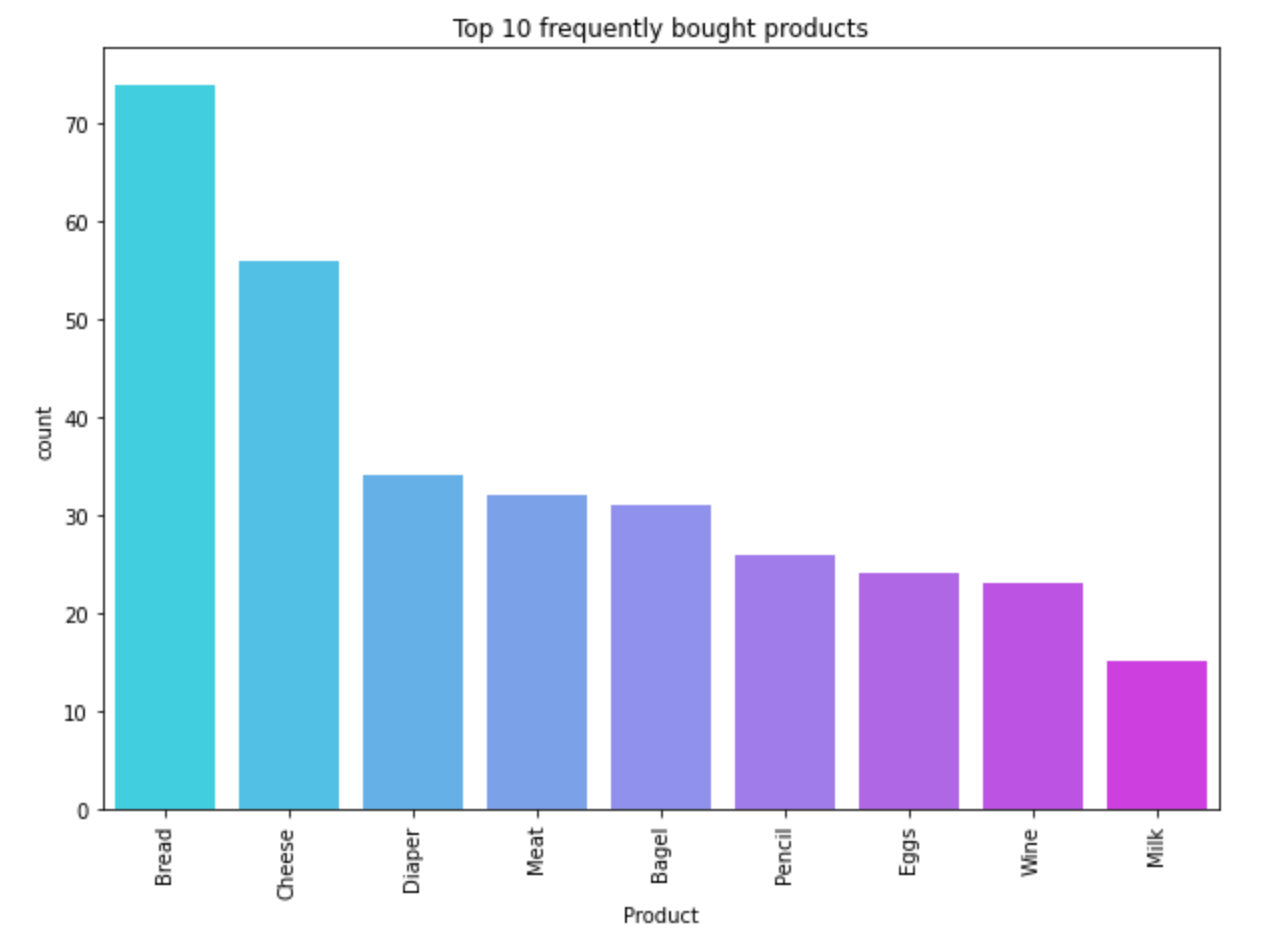 Top 10 frequently bought products
count
70
60
50
40
30
20
10
0
Bread
Cheese
Diaper
Meat
Bagel
Pencil
Eggs
Wine
Milk
Product